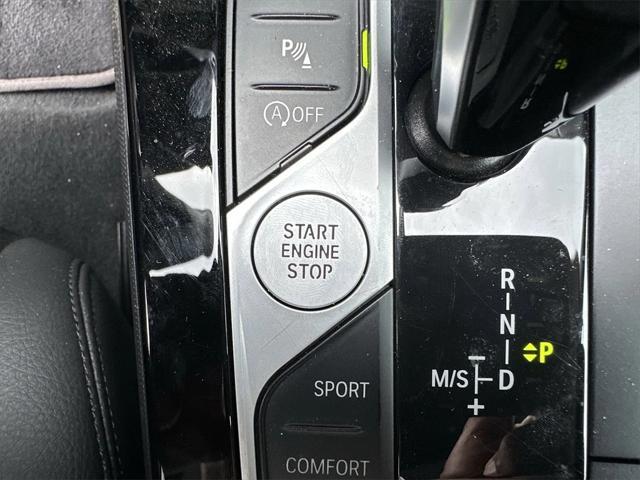 P
A OFF
START
ENGINE
STOP
SPORT
COMFORT
R
N
P
M/S D
+